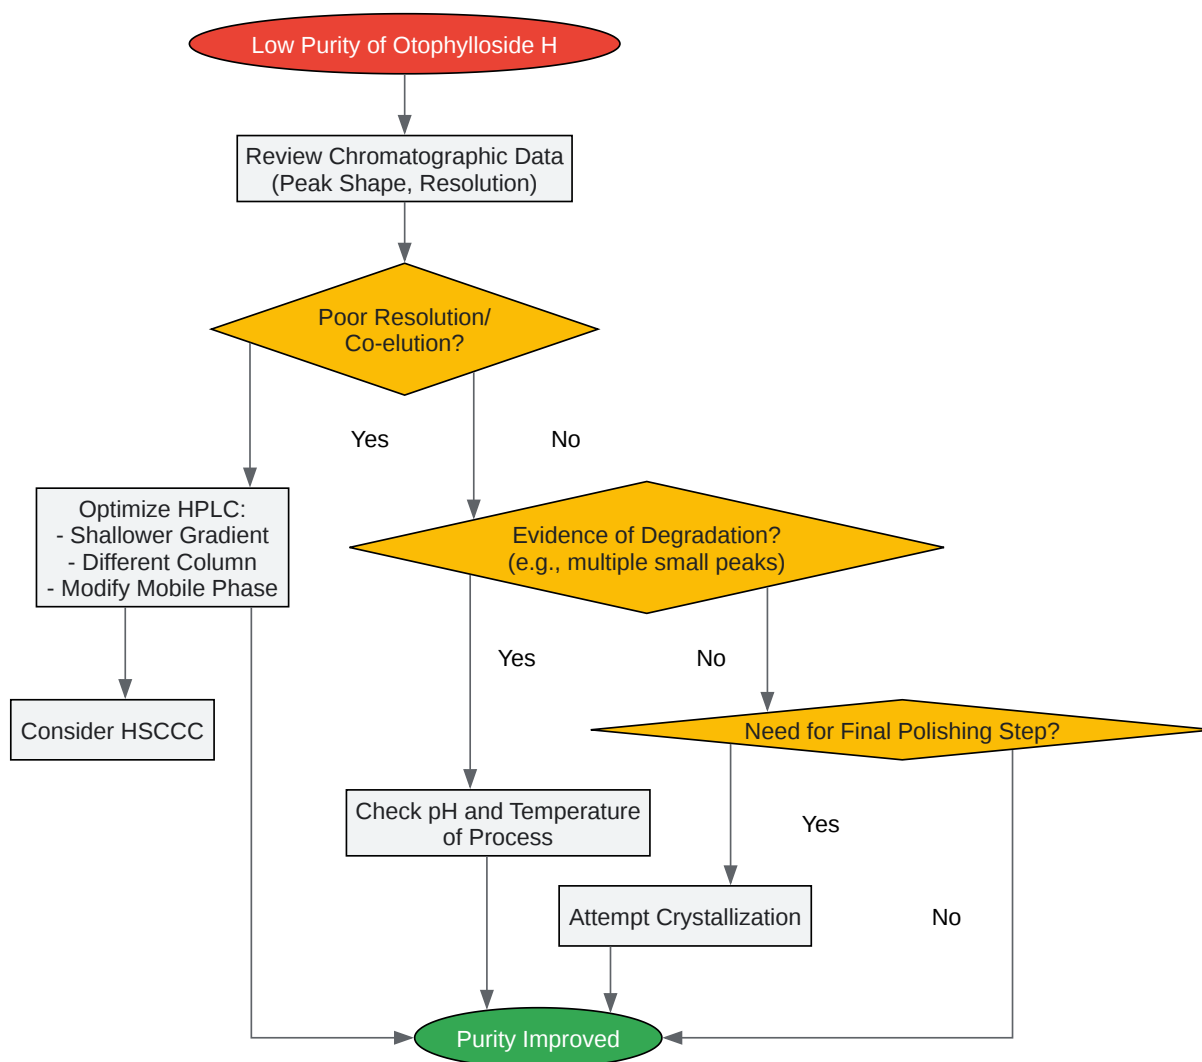 Low Purity of Otophylloside H
Review Chromatographic Data
(Peak Shape, Resolution)
Poor Resolution/
Co-elution?
Yes
No
Optimize HPLC:
- Shallower Gradient
- Different Column
- Modify Mobile Phase
Evidence of Degradation?
(e.g., multiple small peaks)
Yes
No
Consider HSCCC
Need for Final Polishing Step?
Check pH and Temperature
of Process
Yes
Attempt Crystallization
No
Purity Improved